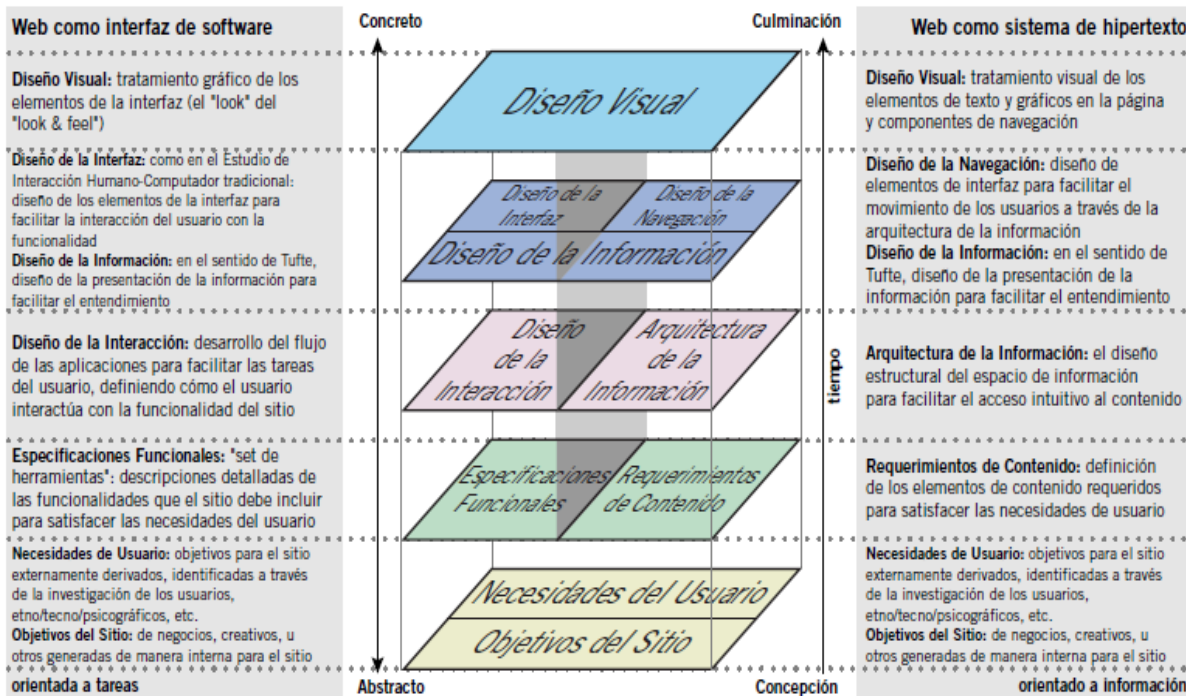 Web como interfaz de software
Diseño Visual: tratamiento gráfico de los
elementos de la interfaz (el "look" del
"look & feel")
Diseño de la Interfaz: como en el Estudio de
Interacción Humano-Computador tradicional:
diseño de los elementos de la interfaz para
facilitar la interacción del usuario con la
funcionalidad
Diseño de la Información: en el sentido de Tufte,
diseño de la presentación de la información para
facilitar el entendimiento
Diseño de la Interacción: desarrollo del flujo
de las aplicaciones para facilitar las tareas
del usuario, definiendo cómo el usuario
interactúa con la funcionalidad del sitio
Especificaciones Funcionales: "set de
herramientas": descripciones detalladas de
las funcionalidades que el sitio debe incluir
para satisfacer las necesidades del usuario
Necesidades de Usuario: objetivos para el sitio
externamente derivados, identificadas a través
de la investigación de los usuarios,
etno/tecno/psicográficos, etc.
Objetivos del Sitio: de negocios, creativos, u
otros generadas de manera interna para el sitio
orientada a tareas
Concreto
Culminación
Diseño Visual
Diseño de la
Interfaz
Diseño de la
Navegación
Diseño de la Información
Diseño
de la
Interacción
Arquitectura
de la
Información
Especificaciones
Funcionales
Requerimientos
de Contenido
Necesidades del Usuario
Objetivos del Sitio
tiempo
Abstracto
Concepción
Web como sistema de hipertexto
Diseño Visual: tratamiento visual de los
elementos de texto y gráficos en la página
y componentes de navegación
Diseño de la Navegación: diseño de
elementos de interfaz para facilitar el
movimiento de los usuarios a través de la
arquitectura de la información
Diseño de la Información: en el sentido de
Tufte, diseño de la presentación de la
información para facilitar el entendimiento
Arquitectura de la Información: el diseño
estructural del espacio de información
para facilitar el acceso intuitivo al contenido
Requerimientos de Contenido: definición
de los elementos de contenido requeridos
para satisfacer las necesidades de usuario
Necesidades de Usuario: objetivos para el sitio
externamente derivados, identificadas a través
de la investigación de los usuarios,
etno/tecno/psicográficos, etc.
Objetivos del Sitio: de negocios, creativos, u
otros generadas de manera interna para el sitio
orientado a información